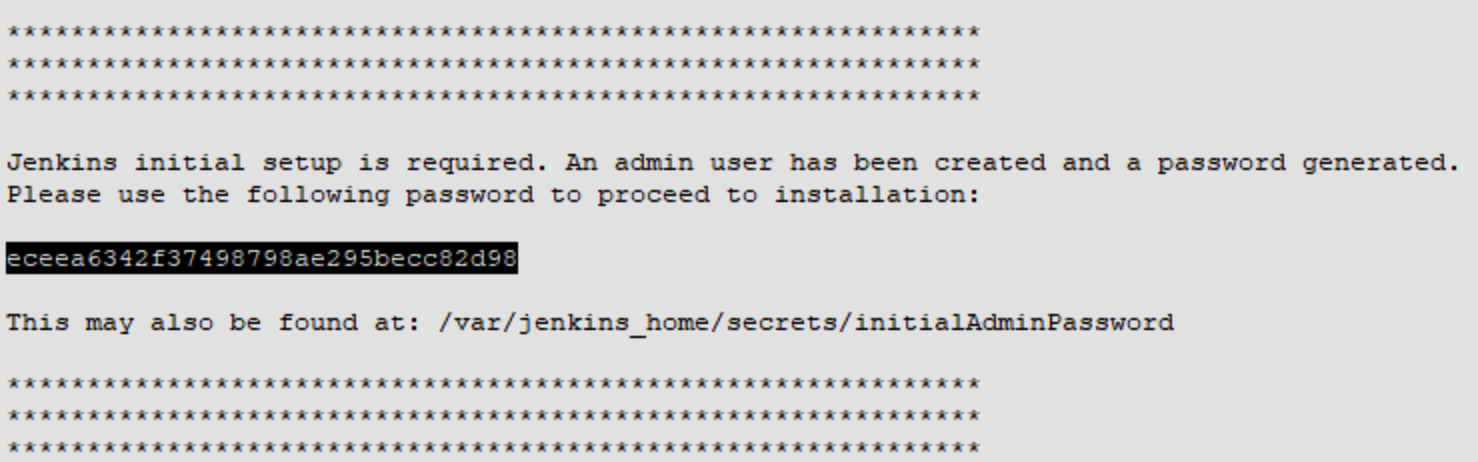 *************************************************************
*************************************************************
*************************************************************
Jenkins initial setup is required. An admin user has been created and a password generated.
Please use the following password to proceed to installation:
eceea6342f37498798ae295becc82d98
This may also be found at: /var/jenkins_home/secrets/initialAdminPassword
*************************************************************
*************************************************************
*************************************************************